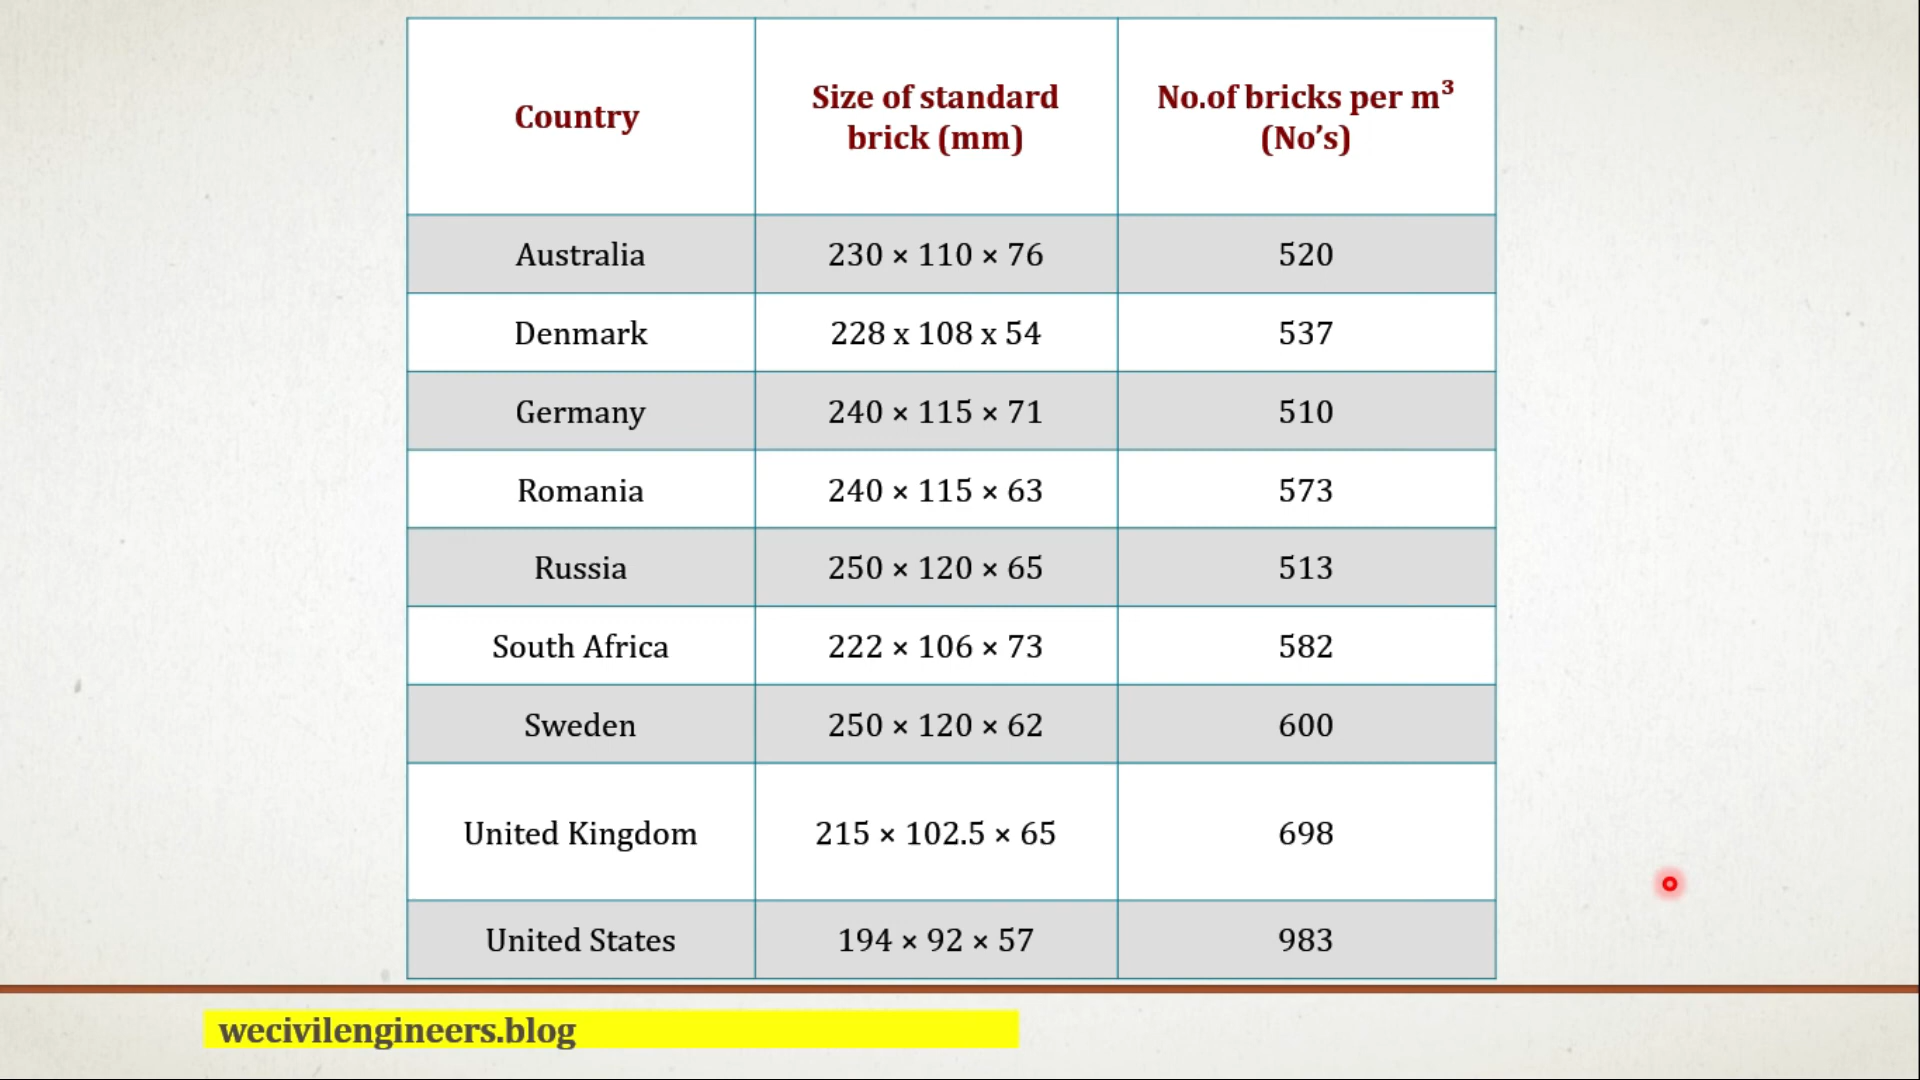 Country
Size of standard
brick (mm)
No.of bricks per m³
(No’s)
Australia
230 × 110 × 76
520
Denmark
228 x 108 x 54
537
Germany
240 × 115 × 71
510
Romania
240 × 115 × 63
573
Russia
250 × 120 × 65
513
South Africa
222 × 106 × 73
582
Sweden
250 × 120 × 62
600
United Kingdom
215 × 102.5 × 65
698
United States
194 × 92 × 57
983
wecivilengineers.blog